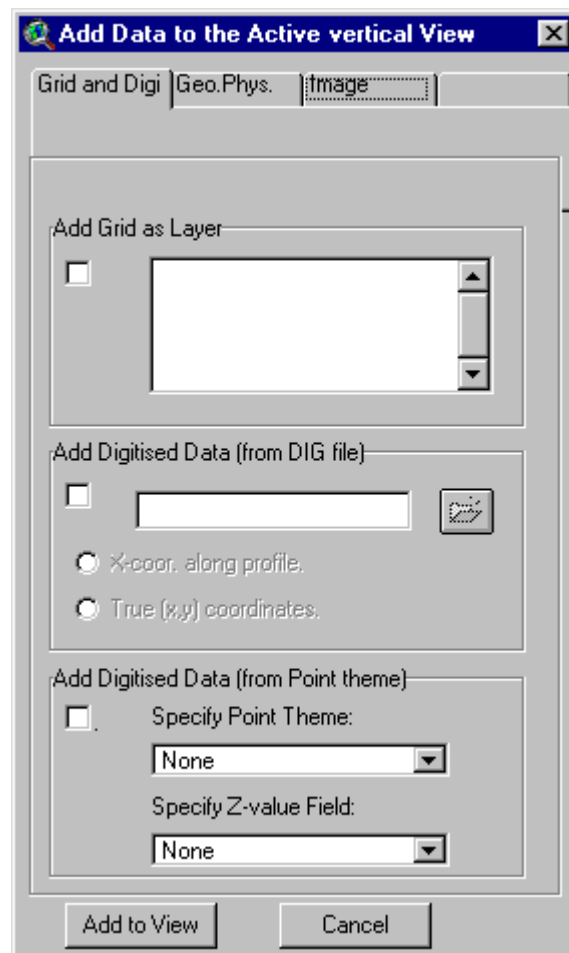 Add Data to the Active vertical View
Grid and Digi Geo.Phys. Image
Add Grid as Layer
Add Digitised Data (from DIG file)
X-coor. along profile.
True (x,y) coordinates.
Add Digitised Data (from Point theme)
. Specify Point Theme:
None
Specify Z-value Field:
None
Add to View Cancel